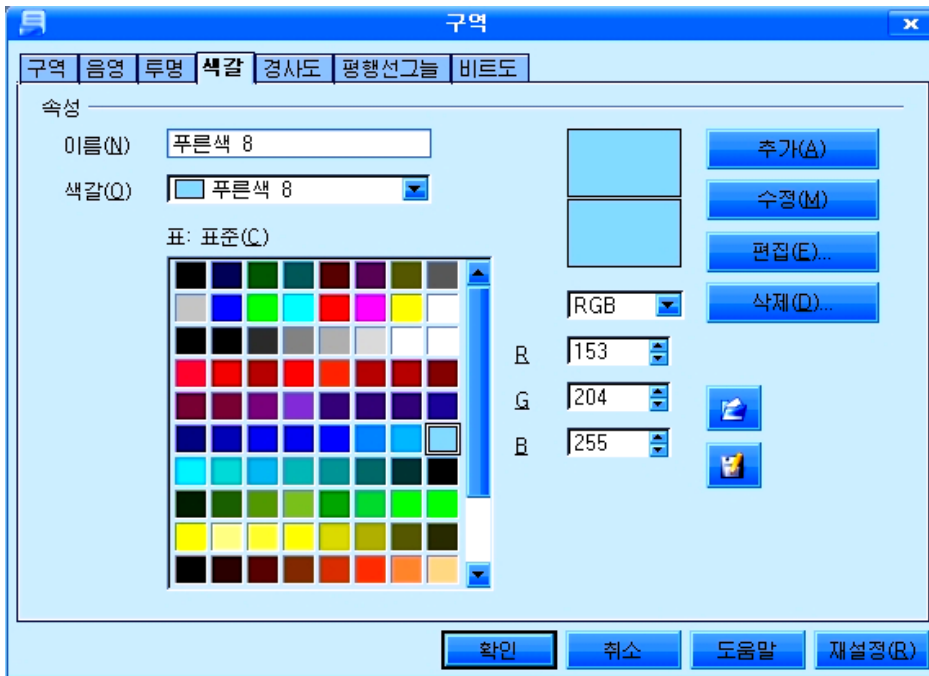 구역
구역 음영 투명 색갈 경사도 평행선그늘 비트도
속성
이름(N) 푸른색 8 추가(A)
색갈(O) 푸른색 8 수정(M)
표: 표준(C) 편집(E)...
RGB 삭제(D)...
R 153
G 204
B 255
확인 취소 도움말 재설정(R)